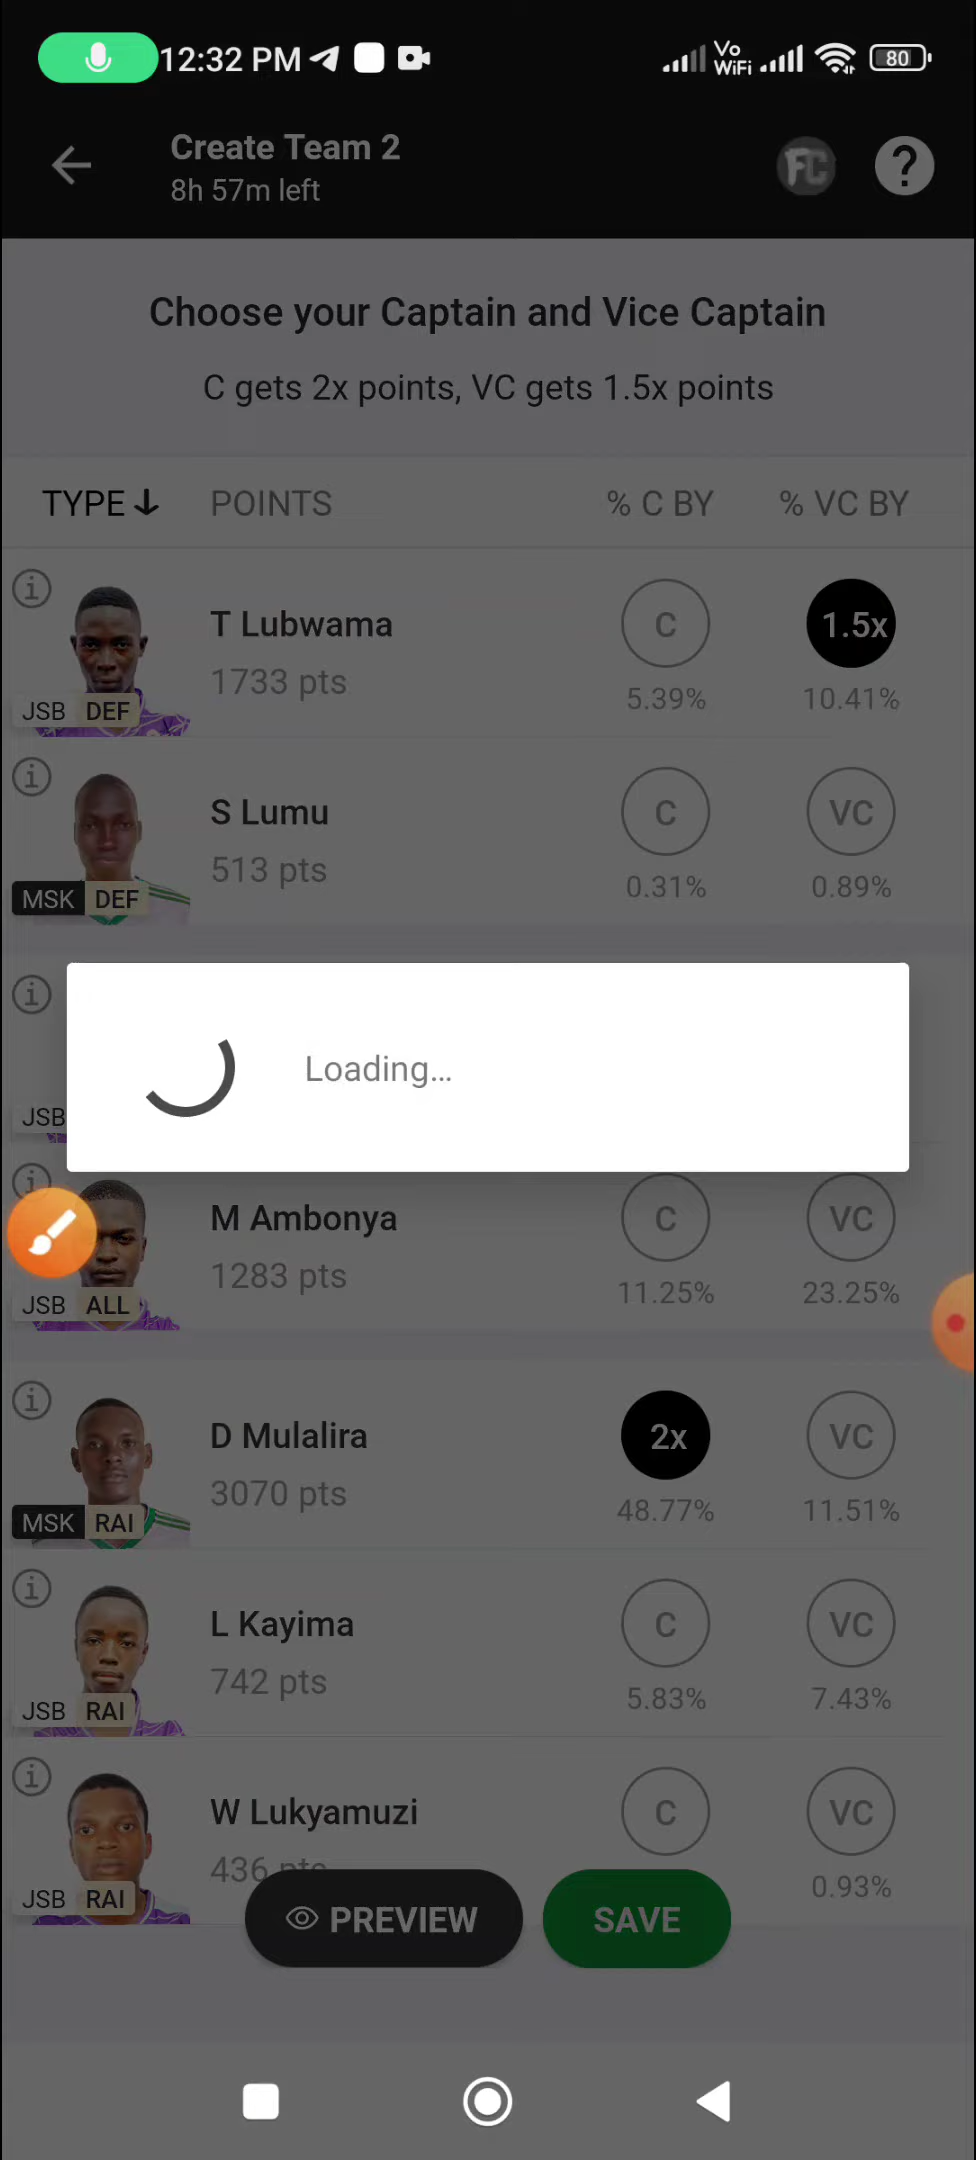 12:32 PM
Vo
WiFi
80
Create Team 2
8h 57m left
FC
?
Choose your Captain and Vice Captain
C gets 2x points, VC gets 1.5x points
TYPE POINTS % C BY % VC BY
T Lubwama C 1.5x
1733 pts 5.39% 10.41%
JSB DEF
S Lumu C VC
513 pts 0.31% 0.89%
MSK DEF
Loading...
JSB
M Ambonya C VC
1283 pts 11.25% 23.25%
JSB ALL
D Mulalira 2x VC
3070 pts 48.77% 11.51%
MSK RAI
L Kayima C VC
742 pts 5.83% 7.43%
JSB RAI
W Lukyamuzi C VC
436 pts 0.93%
JSB RAI
PREVIEW SAVE